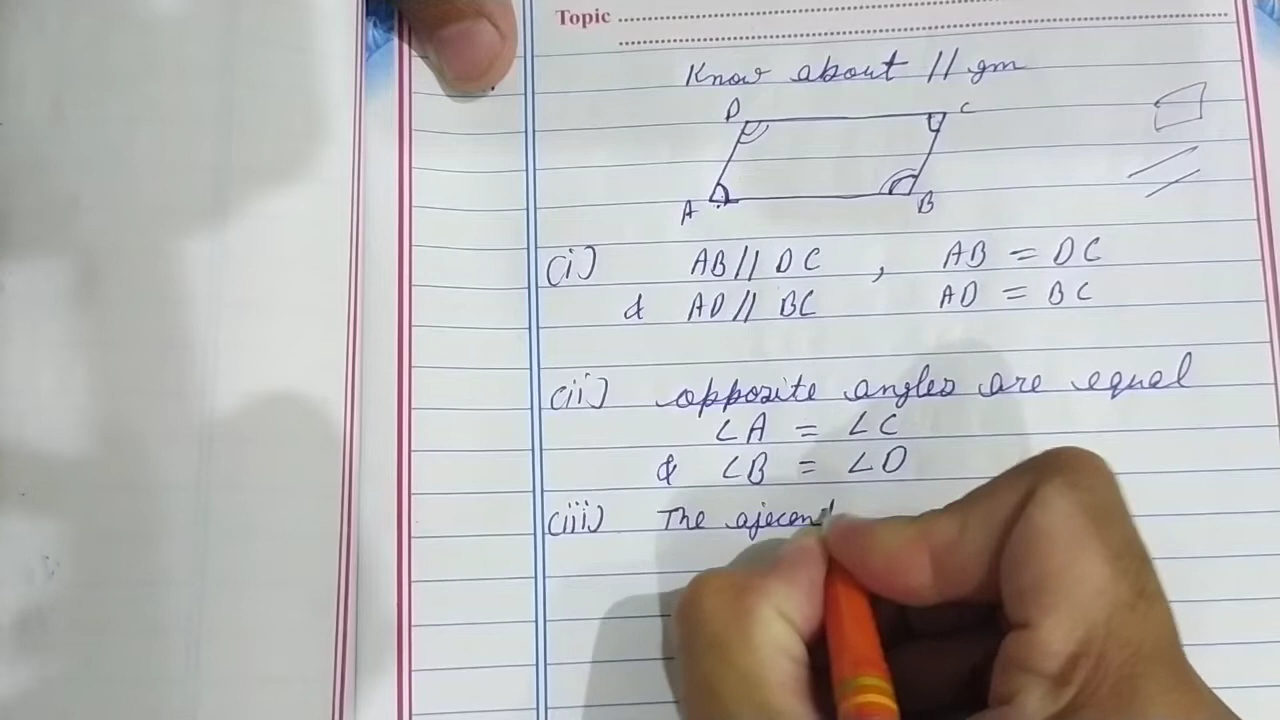 Topic
Know about // gm
D C
A B
(i) AB // DC , AB = DC
& AD // BC AD = BC
(ii) opposite angles are equal
∠A = ∠C
& ∠B = ∠D
(iii) The ajecent